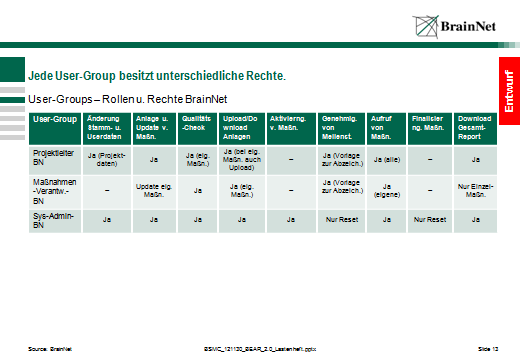 BrainNet
Jede User-Group besitzt unterschiedliche Rechte.
Entwurf
User-Groups – Rollen u. Rechte BrainNet
User-Group
Änderung
Stamm- u.
Userdaten
Anlage u.
Update v.
Maßn.
Qualitäts
-Check
Upload/Do
wnload
Anlagen
Aktivierng.
v. Maßn.
Genehmig.
von
Meilenst.
Aufruf
von
Maßn.
Finalisier
ng. Maßn.
Download
Gesamt-
Report
Projektleiter
BN
Ja (Projekt-
daten)
Ja
Ja (eig.
Maßn.)
Ja (bei eig.
Maßn. auch
Upload)
–
Ja (Vorlage
zur Abzeich.)
Ja (alle)
–
Ja
Maßnahmen
-Verantw.-
BN
–
Update eig.
Maßn.
Ja
Ja (eig.
Maßn.)
–
Ja (Vorlage
zur Abzeich.)
Ja
(eigene)
–
Nur Einzel-
Maßn.
Sys-Admin-
BN
Ja
Ja
Ja
Ja
Ja
Nur Reset
Ja
Nur Reset
Ja
Source: BrainNet
BSMC_121130_BEAR_2.0_Lastenheft.pptx
Slide 13